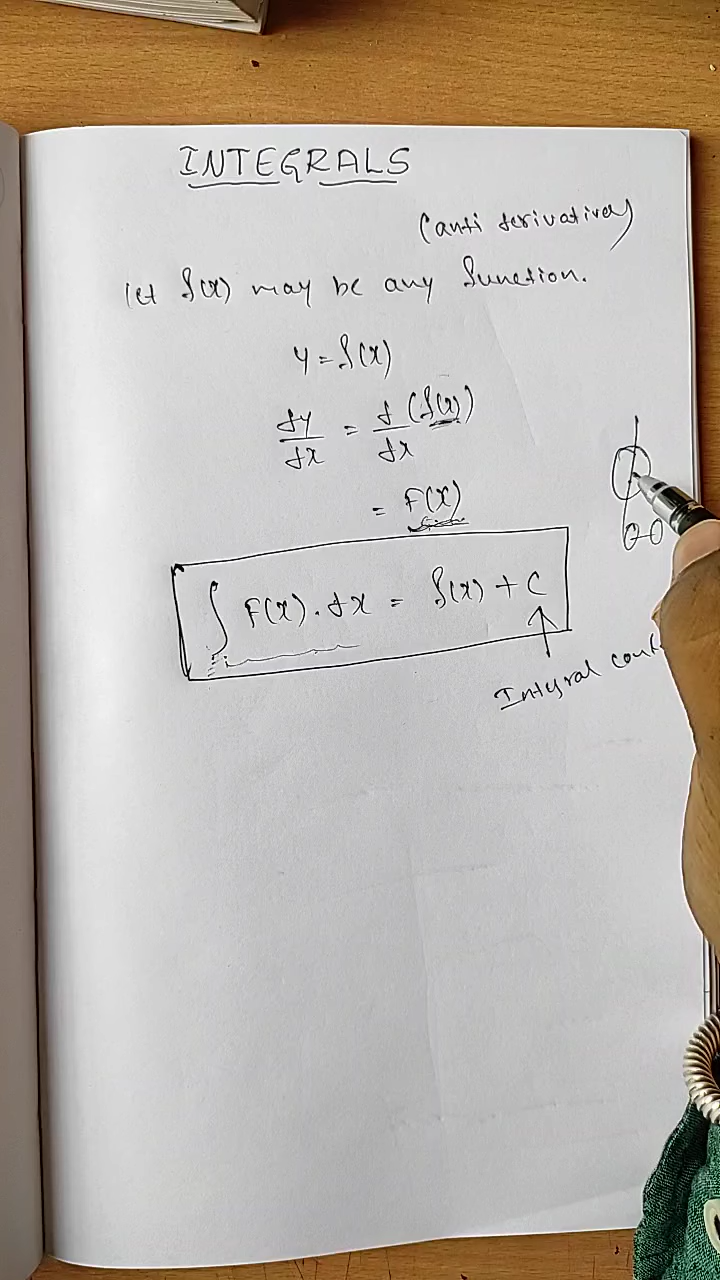 INTEGRALS
(anti derivatives)
let f(x) may be any function.
y = f(x)
dy/dx = d/dx (f(x))
= F(x)
∫ F(x) . dx = f(x) + C
Integral